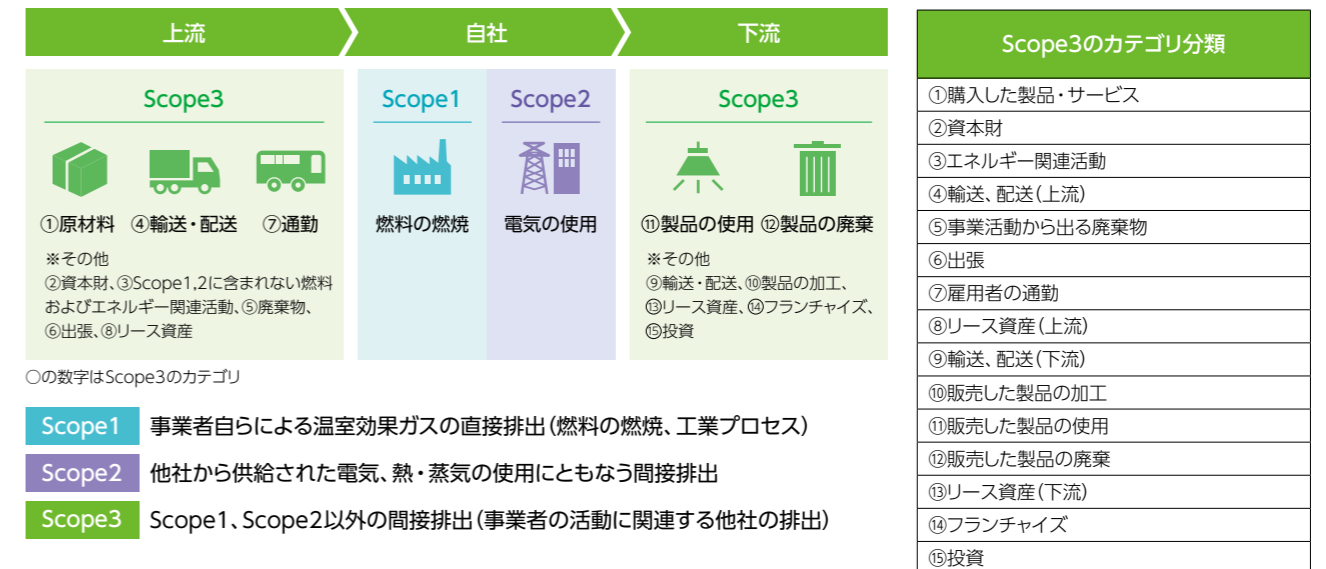 上流
自社
下流
Scope3
Scope1
Scope2
Scope3
①原材料 ④輸送・配送 ⑦通勤
燃料の燃焼
電気の使用
⑪製品の使用 ⑫製品の廃棄
※その他
②資本財、③Scope1,2に含まれない燃料
およびエネルギー関連活動、⑤廃棄物、
⑥出張、⑧リース資産
※その他
⑨輸送・配送、⑩製品の加工、
⑬リース資産、⑭フランチャイズ、
⑮投資
○の数字はScope3のカテゴリ
Scope1 事業者自らによる温室効果ガスの直接排出(燃料の燃焼、工業プロセス)
Scope2 他社から供給された電気、熱・蒸気の使用にともなう間接排出
Scope3 Scope1、Scope2以外の間接排出(事業者の活動に関連する他社の排出)
Scope3のカテゴリ分類
①購入した製品・サービス
②資本財
③エネルギー関連活動
④輸送、配送(上流)
⑤事業活動から出る廃棄物
⑥出張
⑦雇用者の通勤
⑧リース資産(上流)
⑨輸送、配送(下流)
⑩販売した製品の加工
⑪販売した製品の使用
⑫販売した製品の廃棄
⑬リース資産(下流)
⑭フランチャイズ
⑮投資